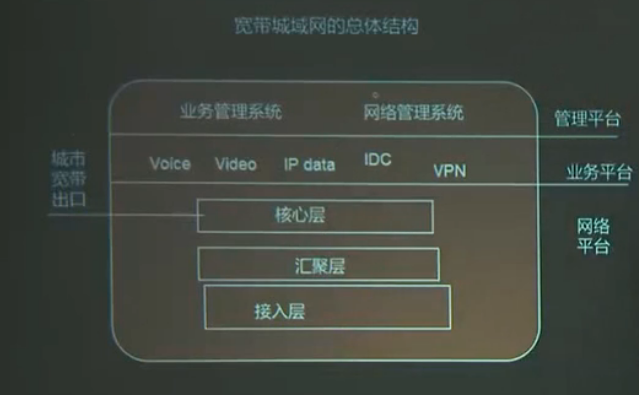 宽带城域网的总体结构
业务管理系统 网络管理系统
管理平台
城市
宽带
出口
Voice Video IP data IDC VPN
业务平台
核心层
网络
平台
汇聚层
接入层